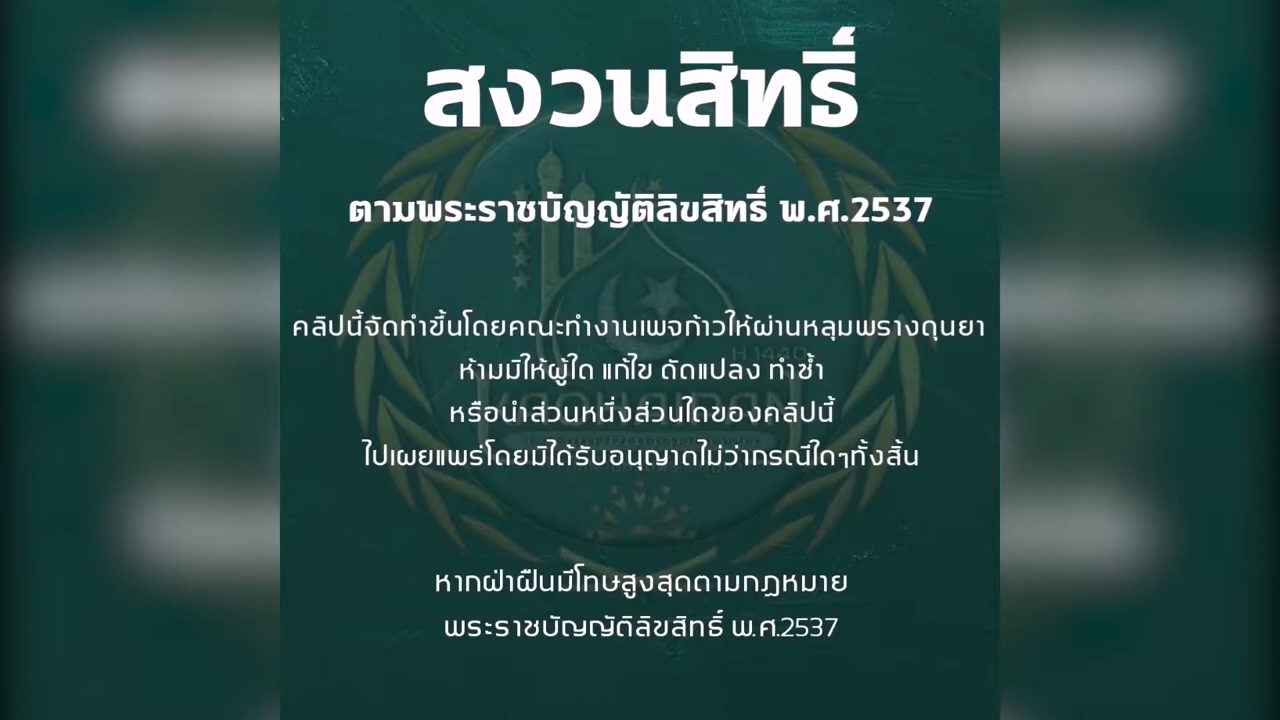 สงวนสิทธิ์
ตามพระราชบัญญัติลิขสิทธิ์ พ.ศ.2537
คลิปนี้จัดทำขึ้นโดยคณะทำงานเพจก้าวให้ผ่านหลุมพรางดุนยา
ห้ามมิให้ผู้ใด แก้ไข ดัดแปลง ทำซ้ำ
หรือนำส่วนหนึ่งส่วนใดของคลิปนี้
ไปเผยแพร่โดยมิได้รับอนุญาตไม่ว่ากรณีใดๆทั้งสิ้น
หากฝ่าฝืนมีโทษสูงสุดตามกฎหมาย
พระราชบัญญัติลิขสิทธิ์ พ.ศ.2537